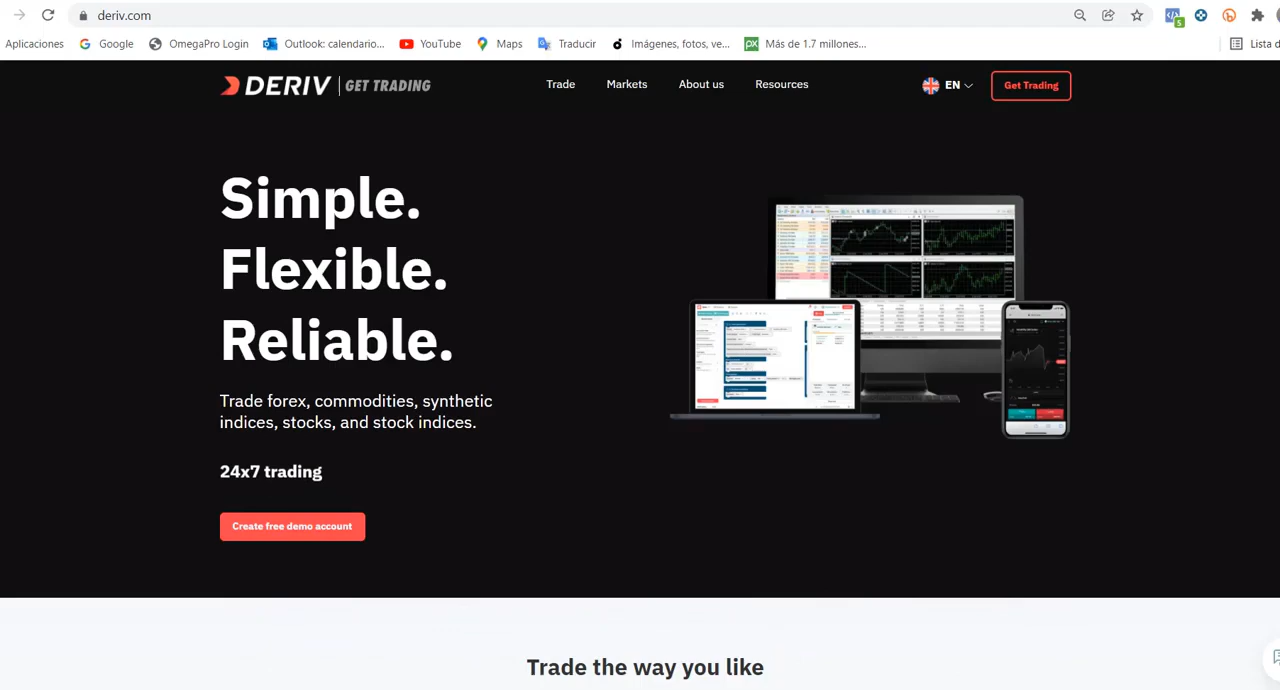 deriv.com
Aplicaciones Google OmegaPro Login Outlook: calendario... YouTube Maps Traducir Imágenes, fotos, ve... px Más de 1.7 millones... Lista d
5
DERIV | GET TRADING Trade Markets About us Resources EN Get Trading
Simple.
Flexible.
Reliable.
Trade forex, commodities, synthetic
indices, stocks, and stock indices.
24x7 trading
Create free demo account
Trade the way you like